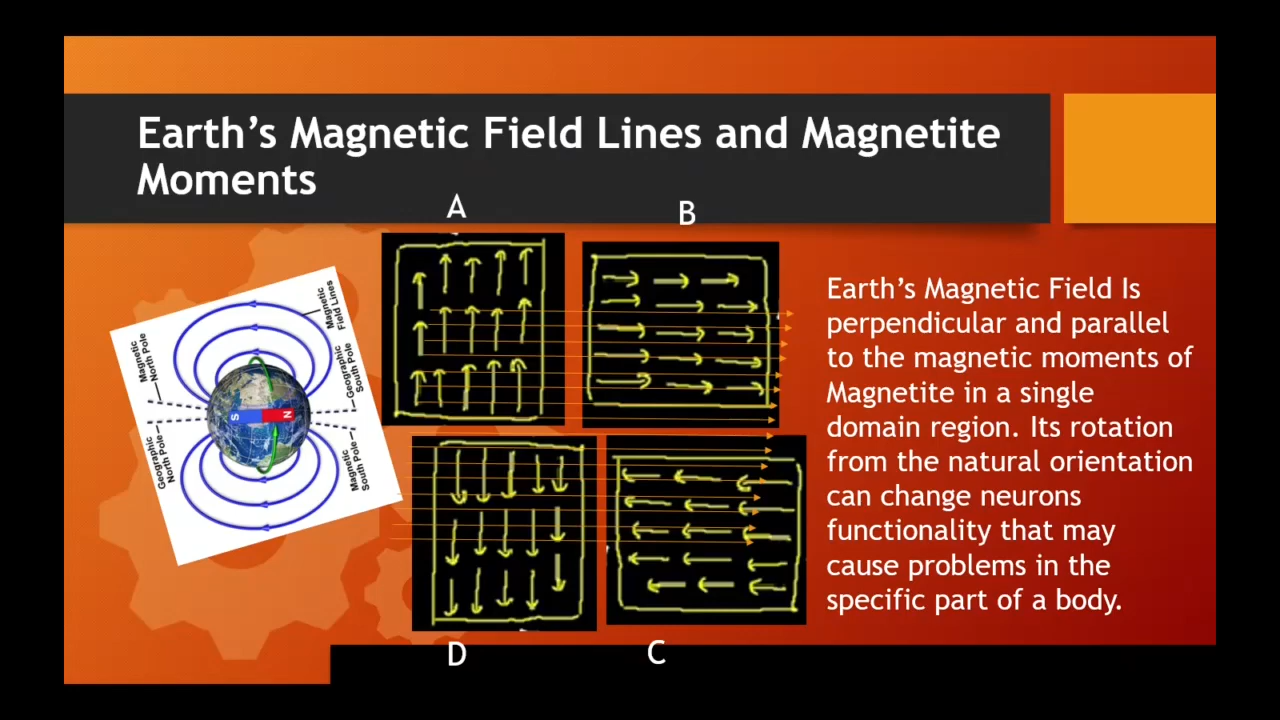 Earth's Magnetic Field Lines and Magnetite
Moments
A
B
Magnetic
North Pole
Magnetic
Field Lines
Geographic
South Pole
S
N
Geographic
North Pole
Magnetic
South Pole
Earth's Magnetic Field Is
perpendicular and parallel
to the magnetic moments of
Magnetite in a single
domain region. Its rotation
from the natural orientation
can change neurons
functionality that may
cause problems in the
specific part of a body.
D
C